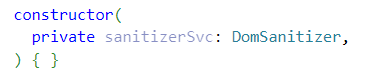 constructor(
  private sanitizerSvc: DomSanitizer,
) { }